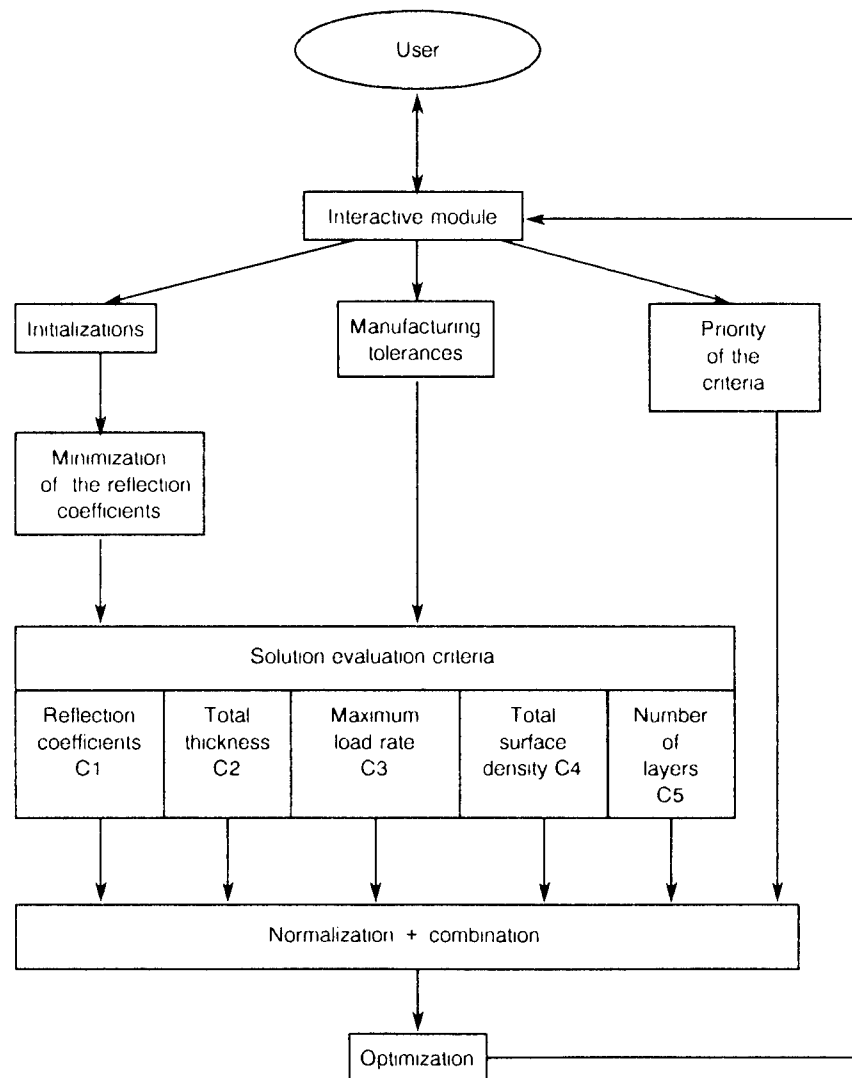 User
Interactive module
Initializations
Manufacturing
tolerances
Priority
of the
criteria
Minimization
of the reflection
coefficients
Solution evaluation criteria
Reflection
coefficients
C1
Total
thickness
C2
Maximum
load rate
C3
Total
surface
density C4
Number
of
layers
C5
Normalization + combination
Optimization